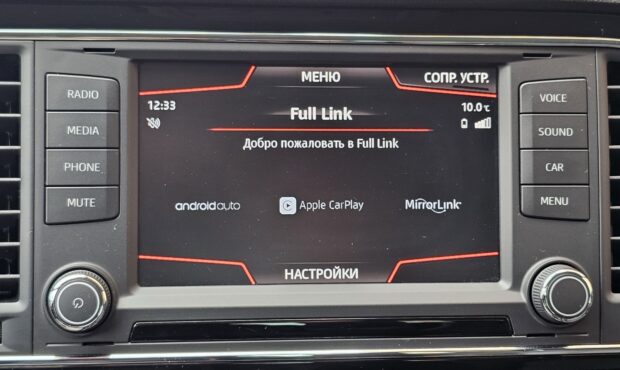 МЕНЮ
СОПР. УСТР.
12:33
10.0°C
Full Link
Добро пожаловать в Full Link
androidauto
Apple CarPlay
MirrorLink
НАСТРОЙКИ
RADIO
MEDIA
PHONE
MUTE
VOICE
SOUND
CAR
MENU